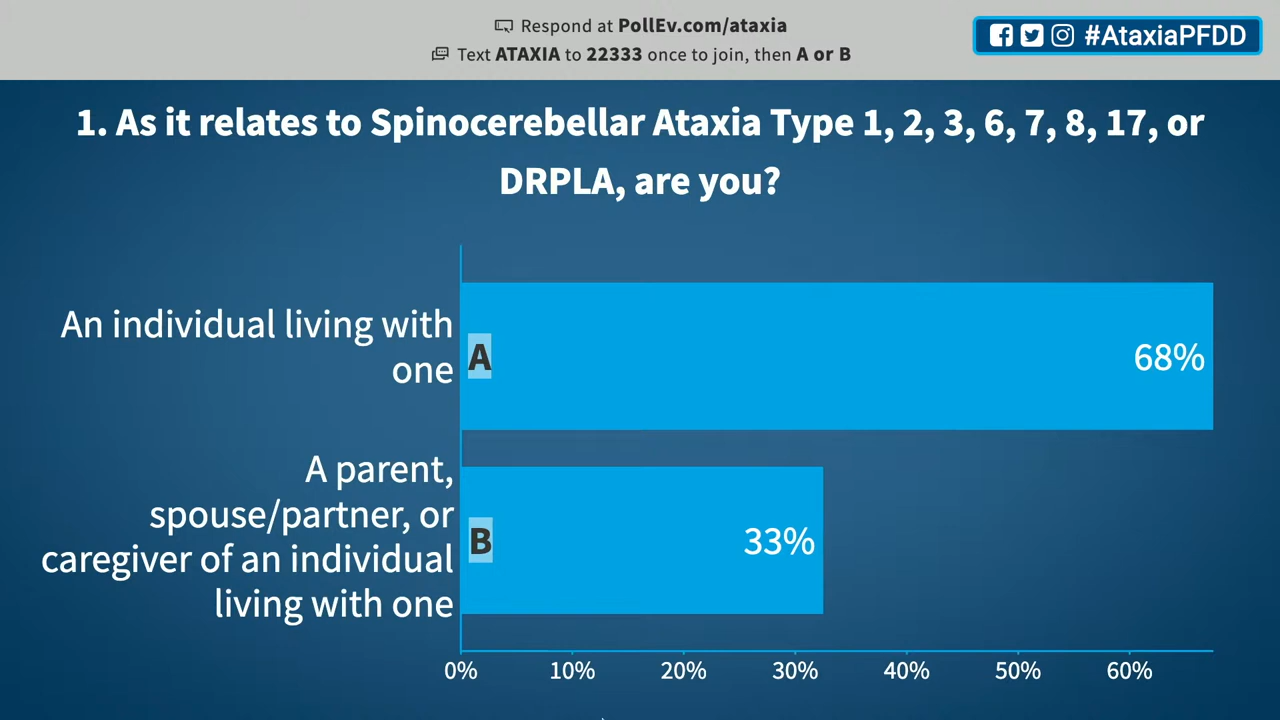 Respond at PollEv.com/ataxia
Text ATAXIA to 22333 once to join, then A or B
#AtaxiaPFDD
1. As it relates to Spinocerebellar Ataxia Type 1, 2, 3, 6, 7, 8, 17, or
DRPLA, are you?
An individual living with
one
A
68%
A parent,
spouse/partner, or
caregiver of an individual
living with one
B
33%
0% 10% 20% 30% 40% 50% 60%